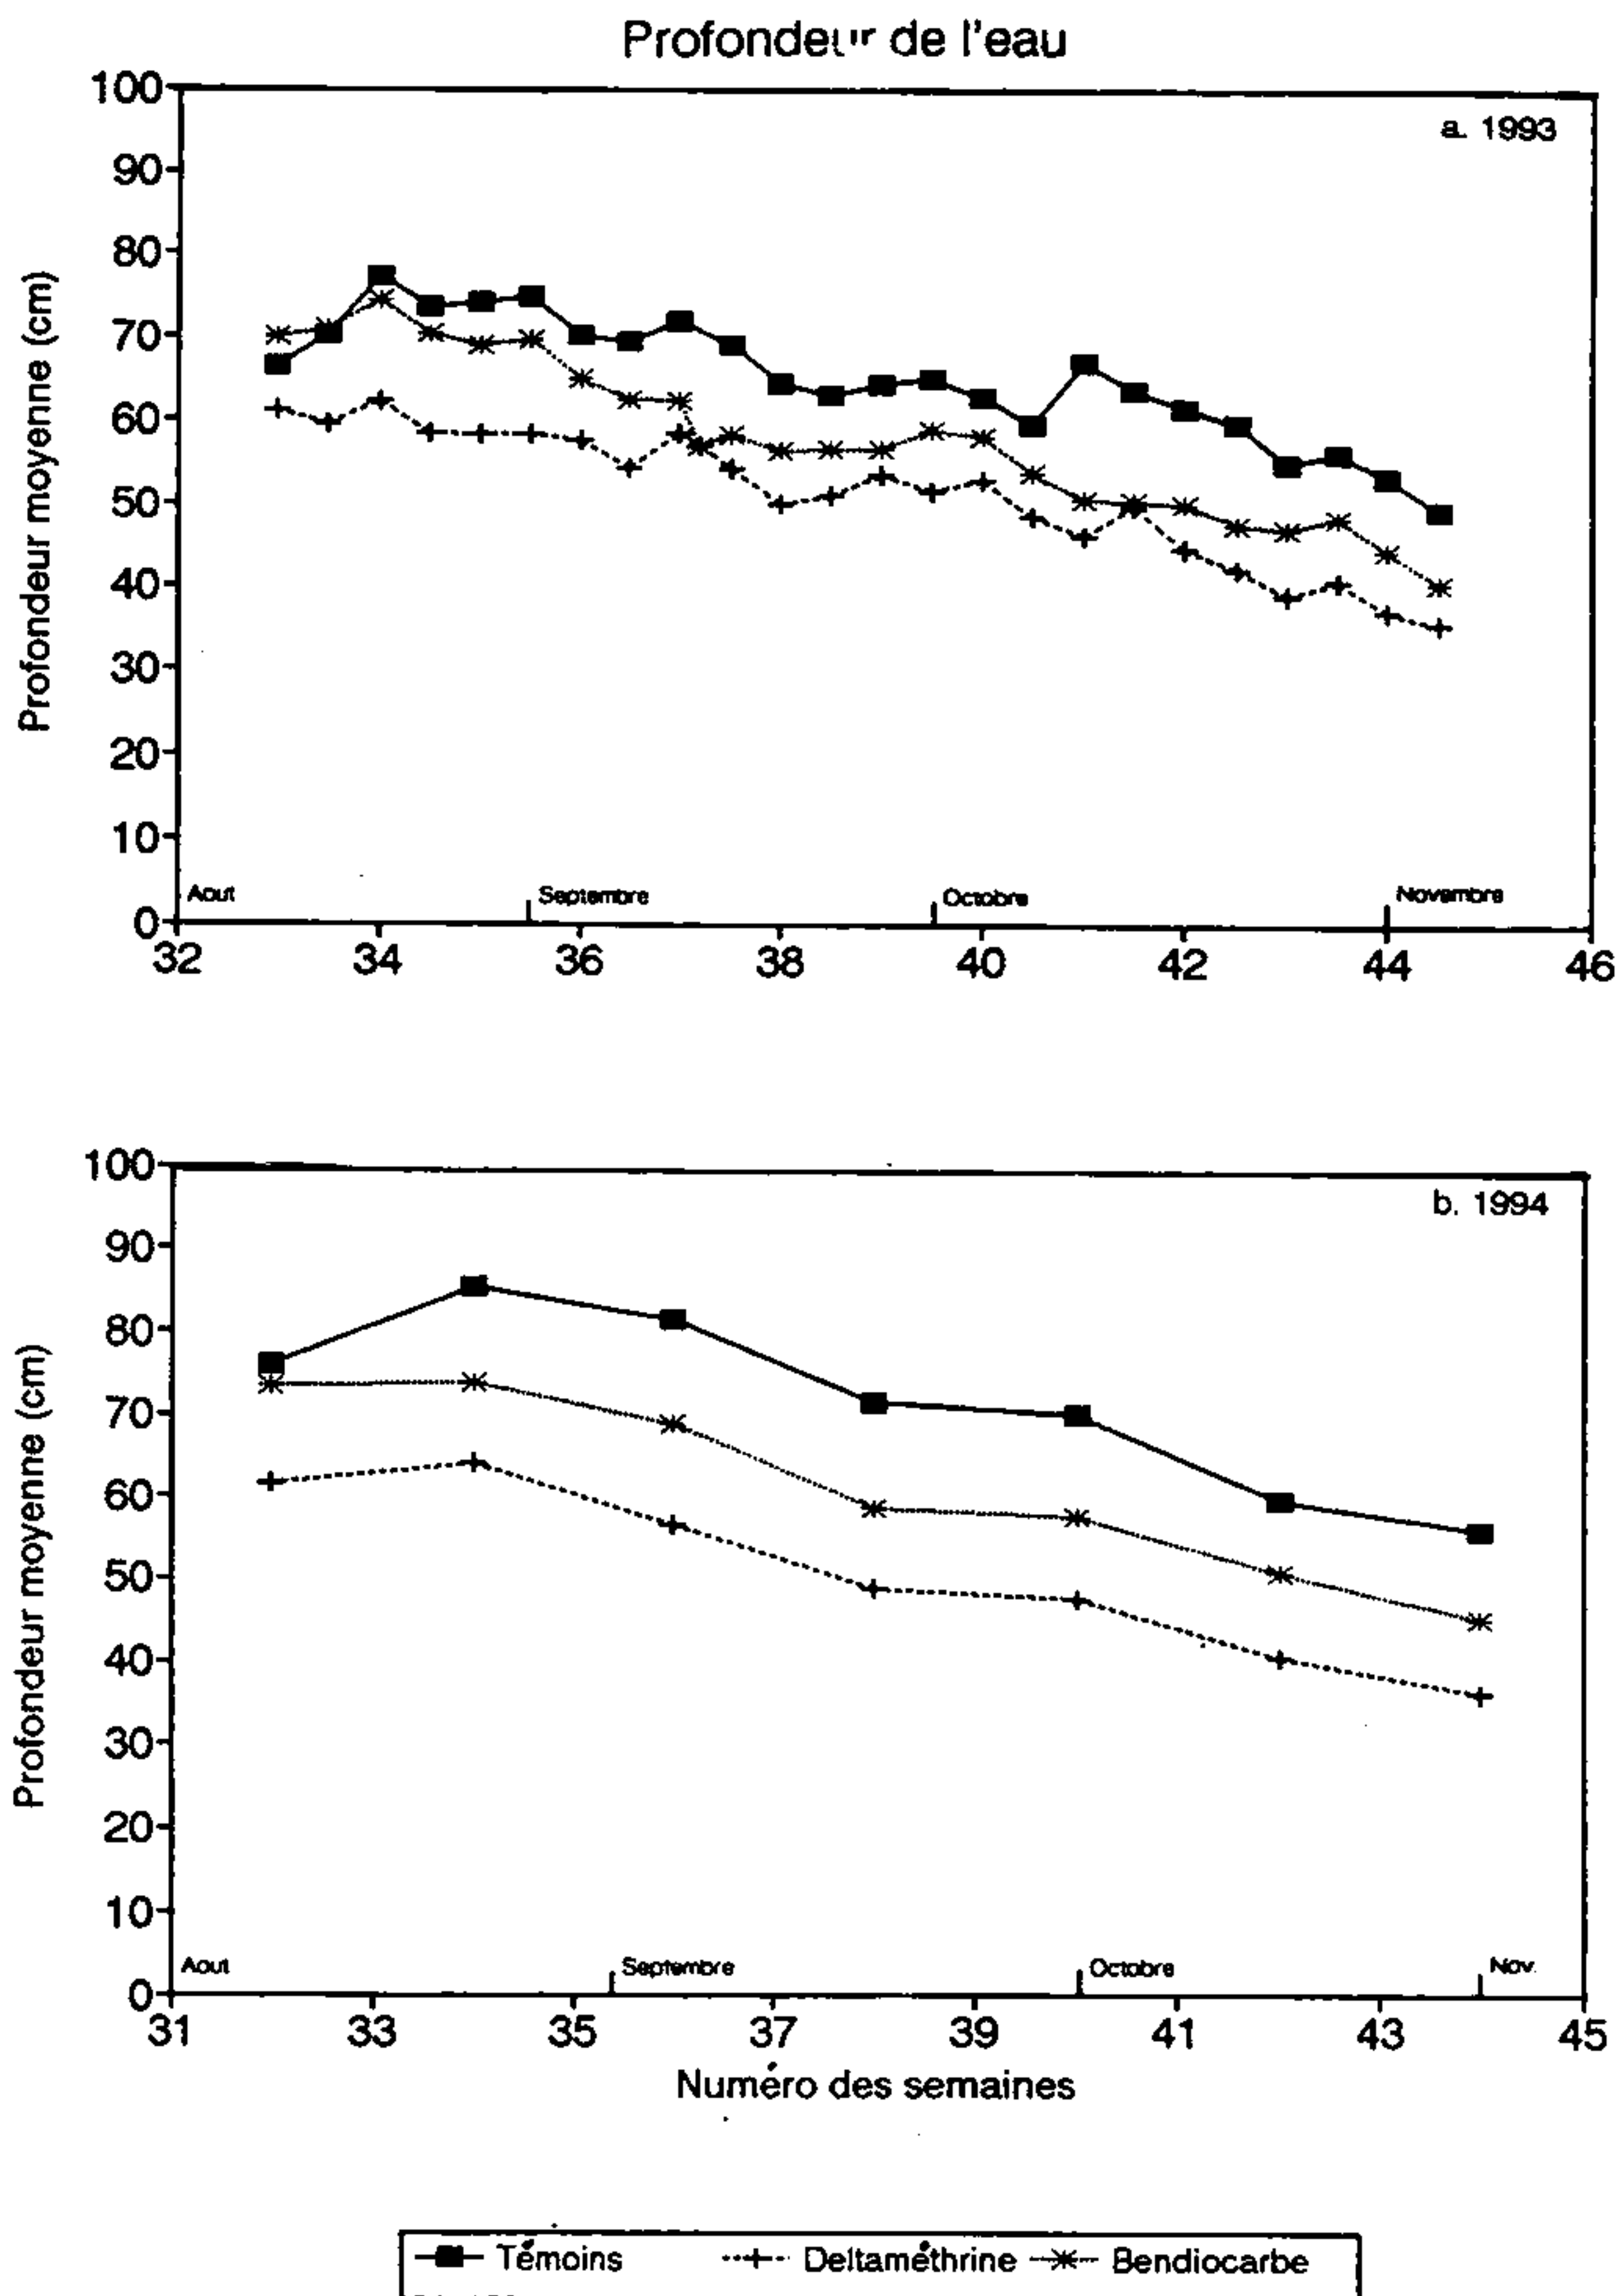 Profondeur de l'eau
a. 1993
100
90
80
70
60
50
40
30
20
10
0
Profondeur moyenne (cm)
Aout Septembre Octobre Novembre
32 34 36 38 40 42 44 46
b. 1994
100
90
80
70
60
50
40
30
20
10
0
Profondeur moyenne (cm)
Aout Septembre Octobre Nov.
31 33 35 37 39 41 43 45
Numéro des semaines
Témoins Deltaméthrine Bendiocarbe